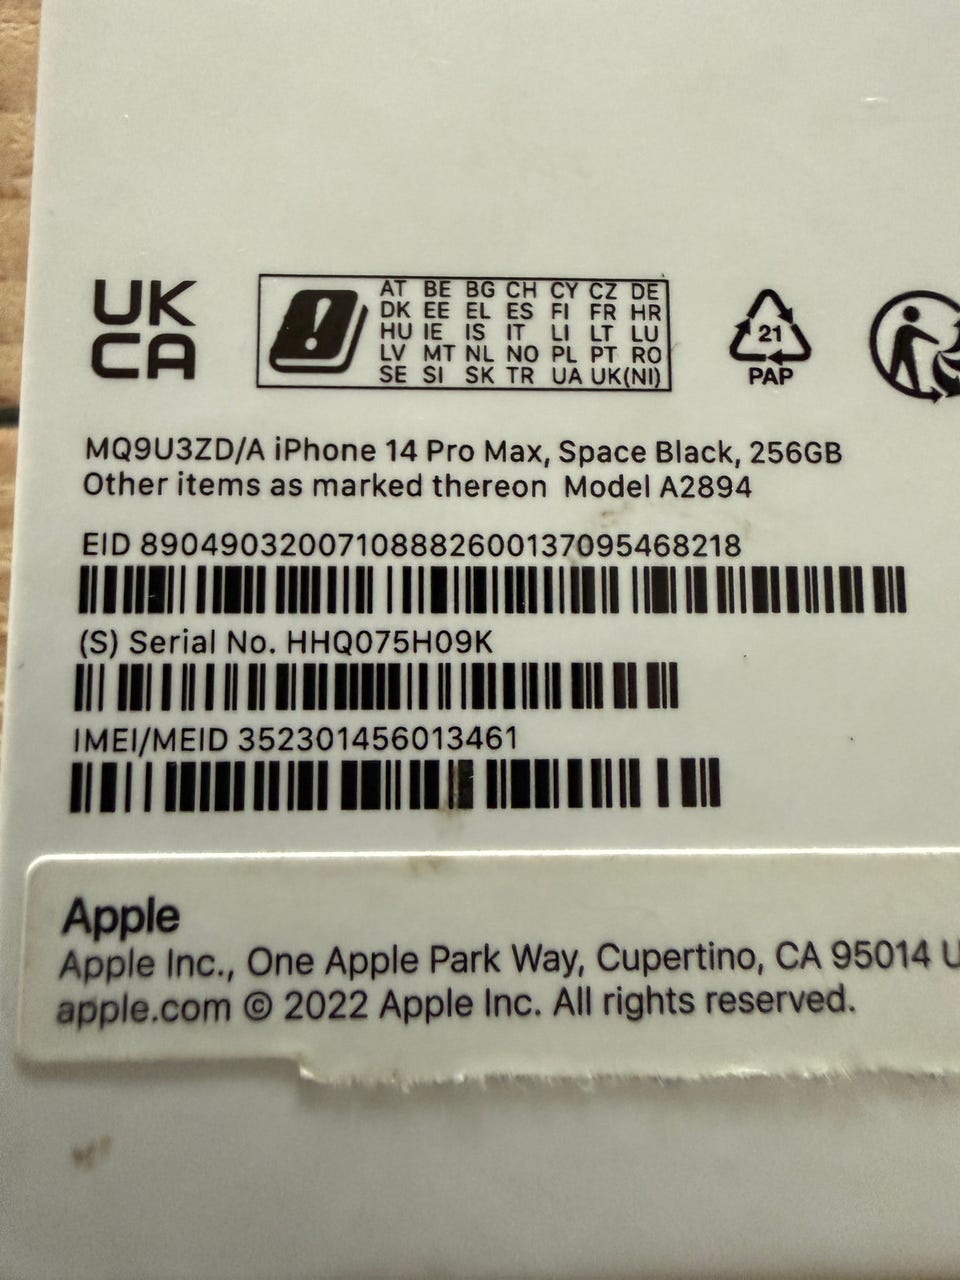 UK
CA
AT BE BG CH CY CZ DE
DK EE EL ES FI FR HR
HU IE IS IT LI LT LU
LV MT NL NO PL PT RO
SE SI SK TR UA UK(NI)
21
PAP
MQ9U3ZD/A iPhone 14 Pro Max, Space Black, 256GB
Other items as marked thereon Model A2894
EID 89049032007108882600137095468218
(S) Serial No. HHQ075H09K
IMEI/MEID 352301456013461
Apple
Apple Inc., One Apple Park Way, Cupertino, CA 95014 U
apple.com © 2022 Apple Inc. All rights reserved.